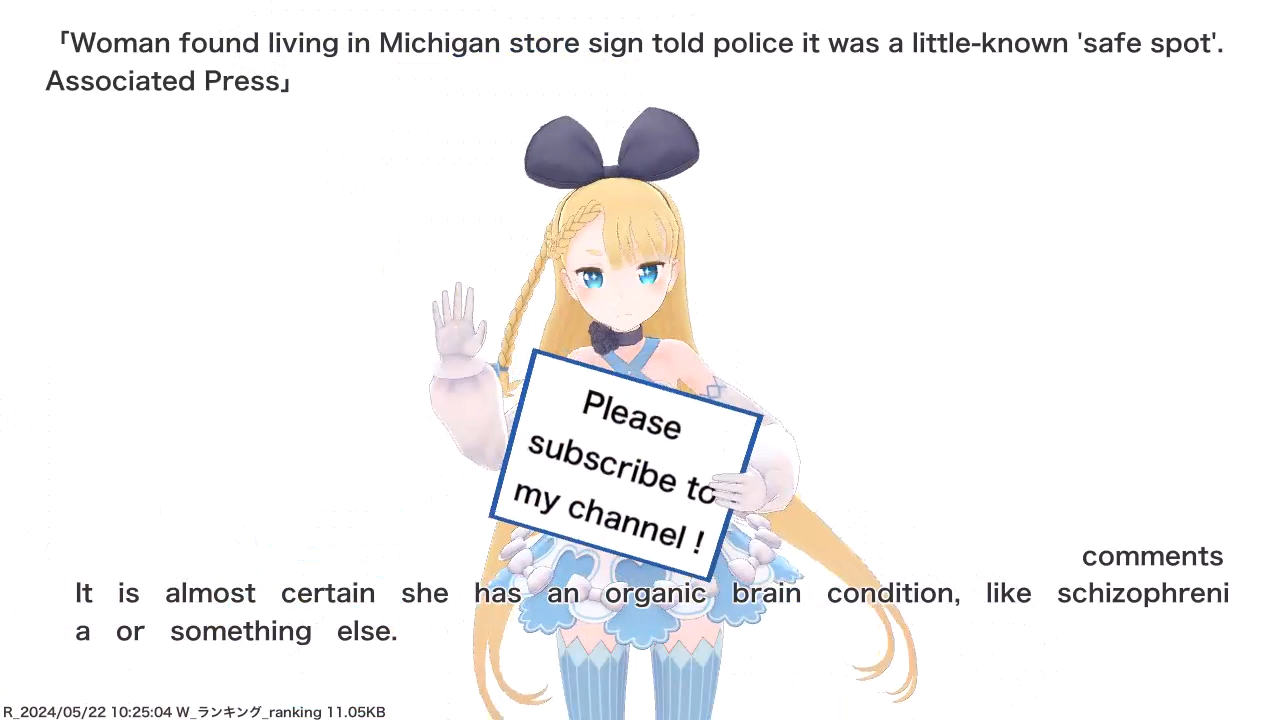 「Woman found living in Michigan store sign told police it was a little-known 'safe spot'.
Associated Press」
Please
subscribe to
my channel !
comments
It is almost certain she has an organic brain condition, like schizophreni
a or something else.
R_2024/05/22 10:25:04 W_ランキング_ranking 11.05KB